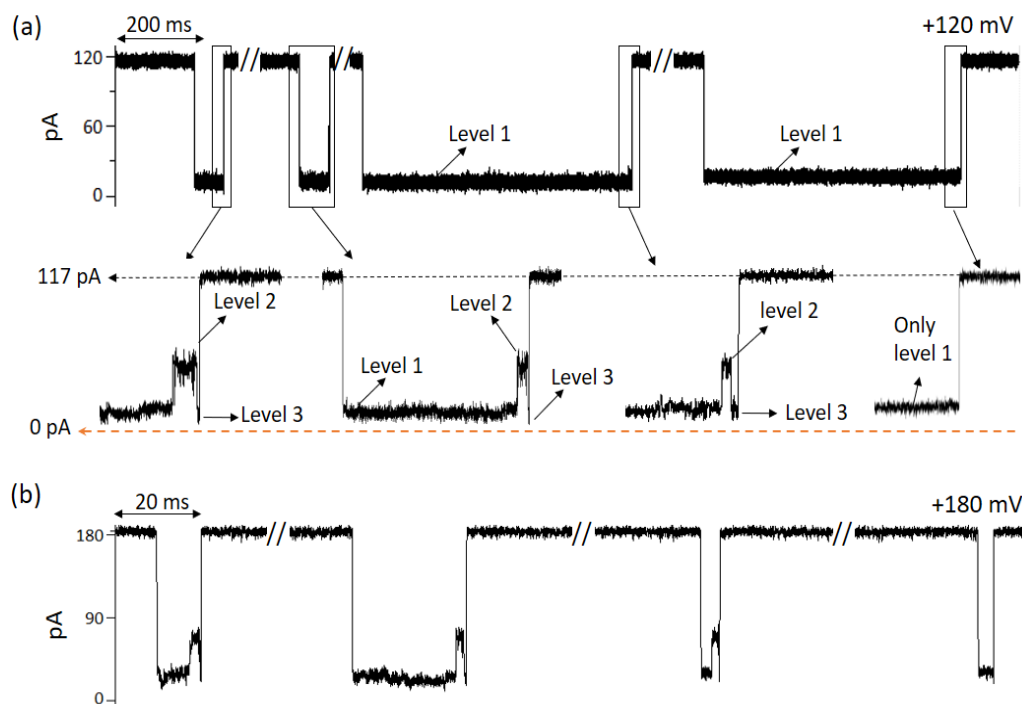 (a)
200 ms
+120 mV
120
60
0
pA
Level 1
Level 1
117 pA
Level 2
Level 2
level 2
Only
level 1
Level 1
Level 3
Level 3
Level 3
0 pA
(b)
20 ms
+180 mV
180
90
0
pA